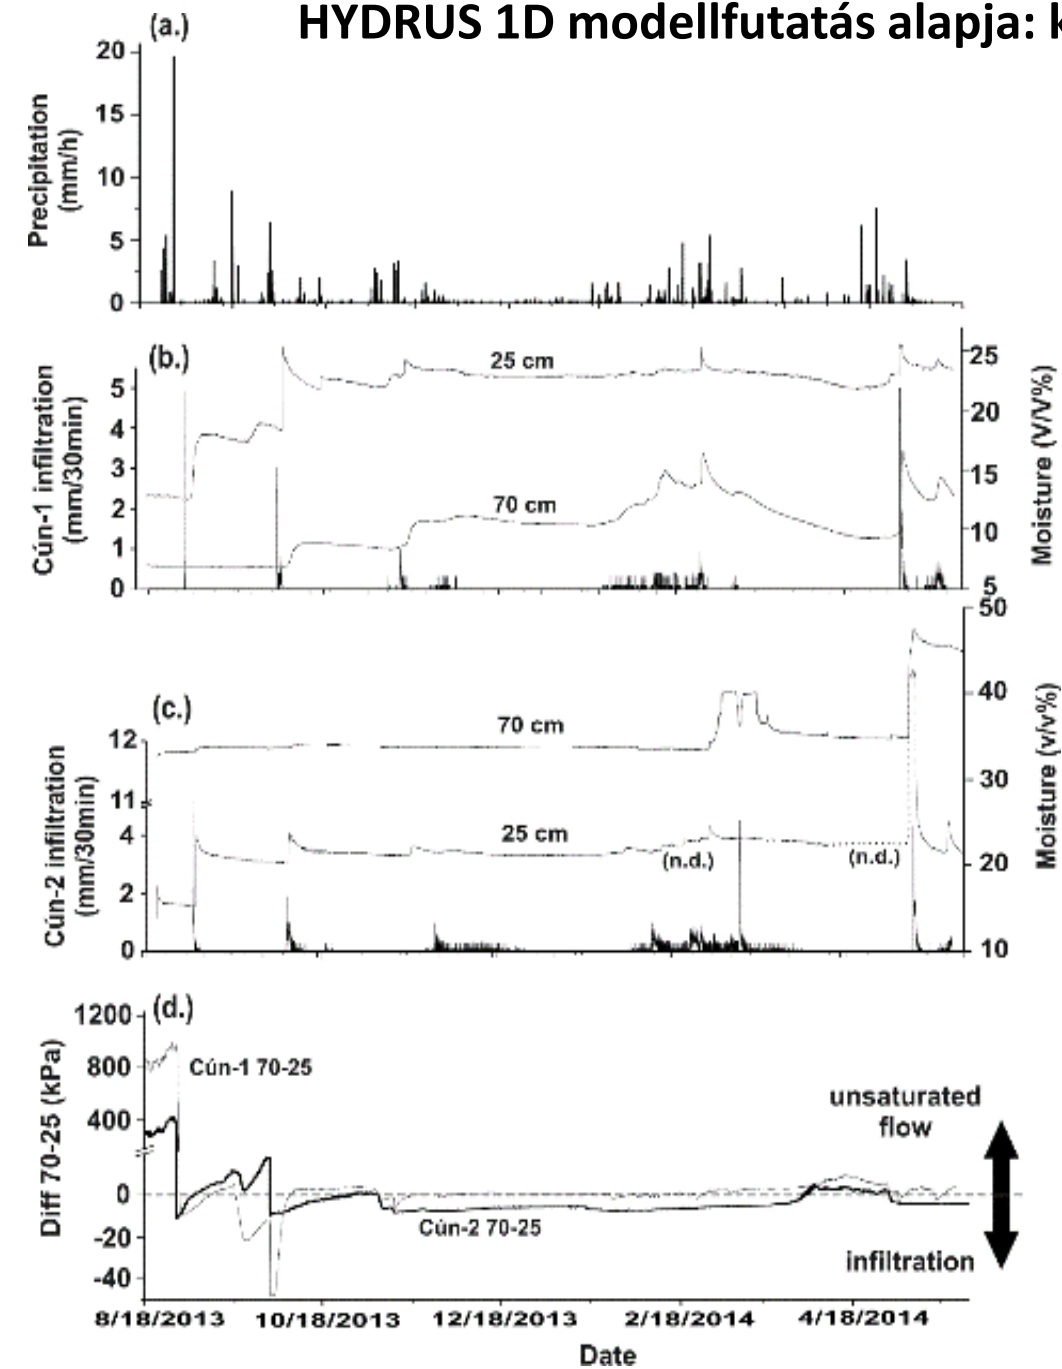 HYDRUS 1D modellfutatás alapja: k
(a.)
20
15
10
5
0
Precipitation
(mm/h)
(b.)
25 cm
70 cm
5
4
3
2
1
0
Cún-1 infiltration
(mm/30min)
25
20
15
10
5
Moisture (V/V%)
(c.)
70 cm
25 cm
(n.d.)
(n.d.)
12
11
4
2
0
Cún-2 infiltration
(mm/30min)
50
40
30
20
10
Moisture (v/v%)
(d.)
1200
800
400
0
-20
-40
Diff 70-25 (kPa)
Cún-1 70-25
Cún-2 70-25
unsaturated
flow
infiltration
8/18/2013 10/18/2013 12/18/2013 2/18/2014 4/18/2014
Date